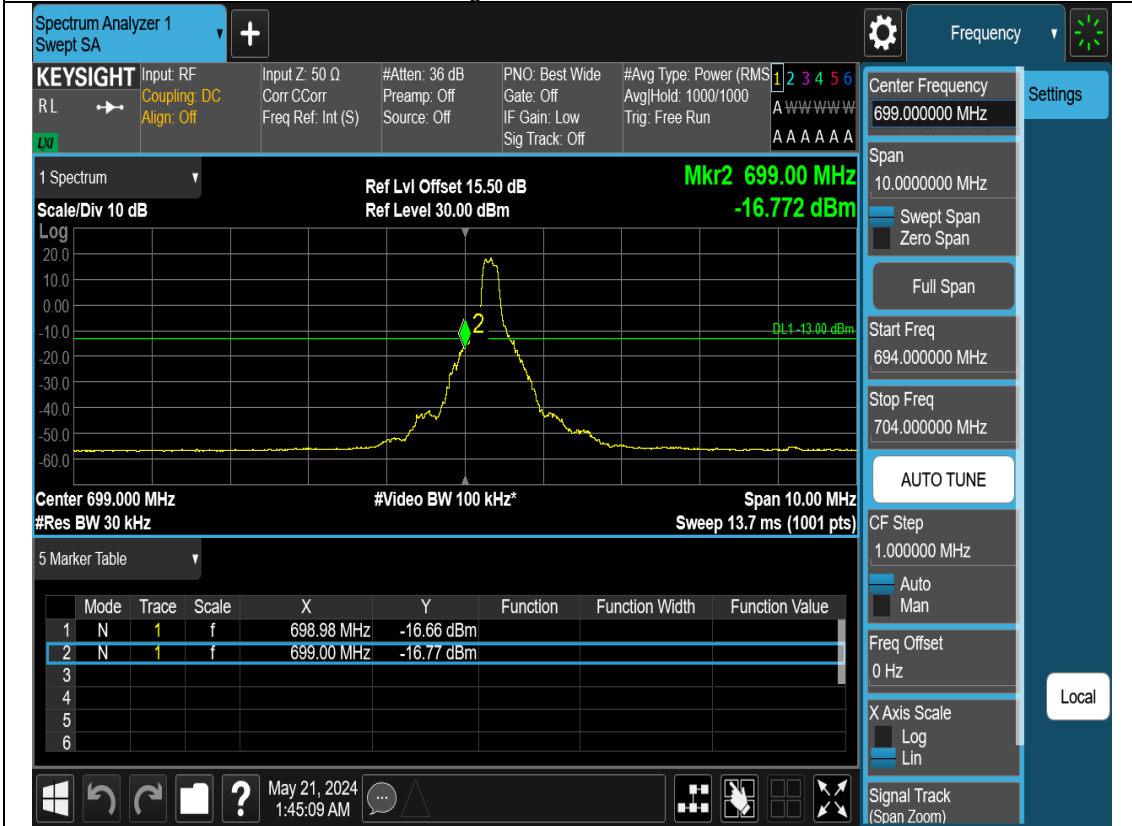 Spectrum Analyzer 1
Swept SA
+
Frequency
KEYSIGHT
RL
LXI
Input: RF
Coupling: DC
Align: Off
Input Z: 50 Ω
Corr CCorr
Freq Ref: Int (S)
#Atten: 36 dB
Preamp: Off
Source: Off
PNO: Best Wide
Gate: Off
IF Gain: Low
Sig Track: Off
#Avg Type: Power (RMS
Avg|Hold: 1000/1000
Trig: Free Run
1 2 3 4 5 6
A W W W W W
A A A A A A
1 Spectrum
Scale/Div 10 dB
Ref Lvl Offset 15.50 dB
Ref Level 30.00 dBm
Mkr2 699.00 MHz
-16.772 dBm
Log
20.0
10.0
0.00
-10.0
-20.0
-30.0
-40.0
-50.0
-60.0
2
DL1 -13.00 dBm
Center 699.000 MHz
#Video BW 100 kHz*
Span 10.00 MHz
#Res BW 30 kHz
Sweep 13.7 ms (1001 pts)
5 Marker Table
Mode Trace Scale X Y Function Function Width Function Value
1 N 1 f 698.98 MHz -16.66 dBm
2 N 1 f 699.00 MHz -16.77 dBm
3
4
5
6
?
May 21, 2024
1:45:09 AM
Center Frequency
699.000000 MHz
Settings
Span
10.0000000 MHz
Swept Span
Zero Span
Full Span
Start Freq
694.000000 MHz
Stop Freq
704.000000 MHz
AUTO TUNE
CF Step
1.000000 MHz
Auto
Man
Freq Offset
0 Hz
Local
X Axis Scale
Log
Lin
Signal Track
(Span Zoom)